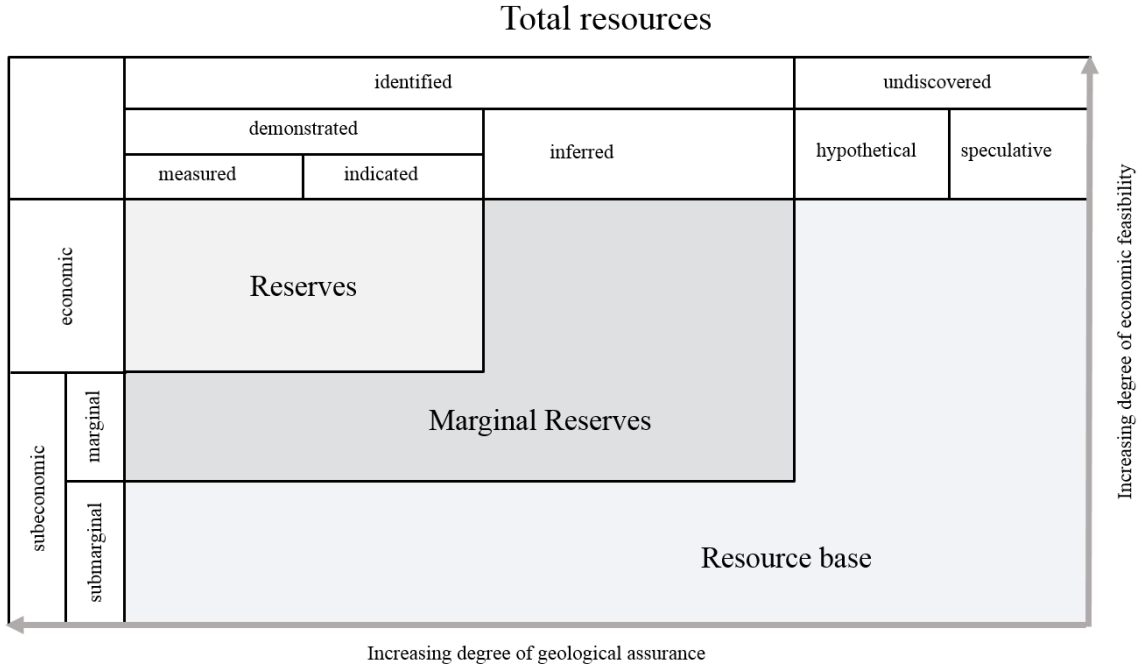 Total resources
identified
undiscovered
demonstrated
inferred
hypothetical
speculative
measured
indicated
economic
Reserves
Increasing degree of economic feasibility
subeconomic
marginal
Marginal Reserves
submarginal
Resource base
Increasing degree of geological assurance